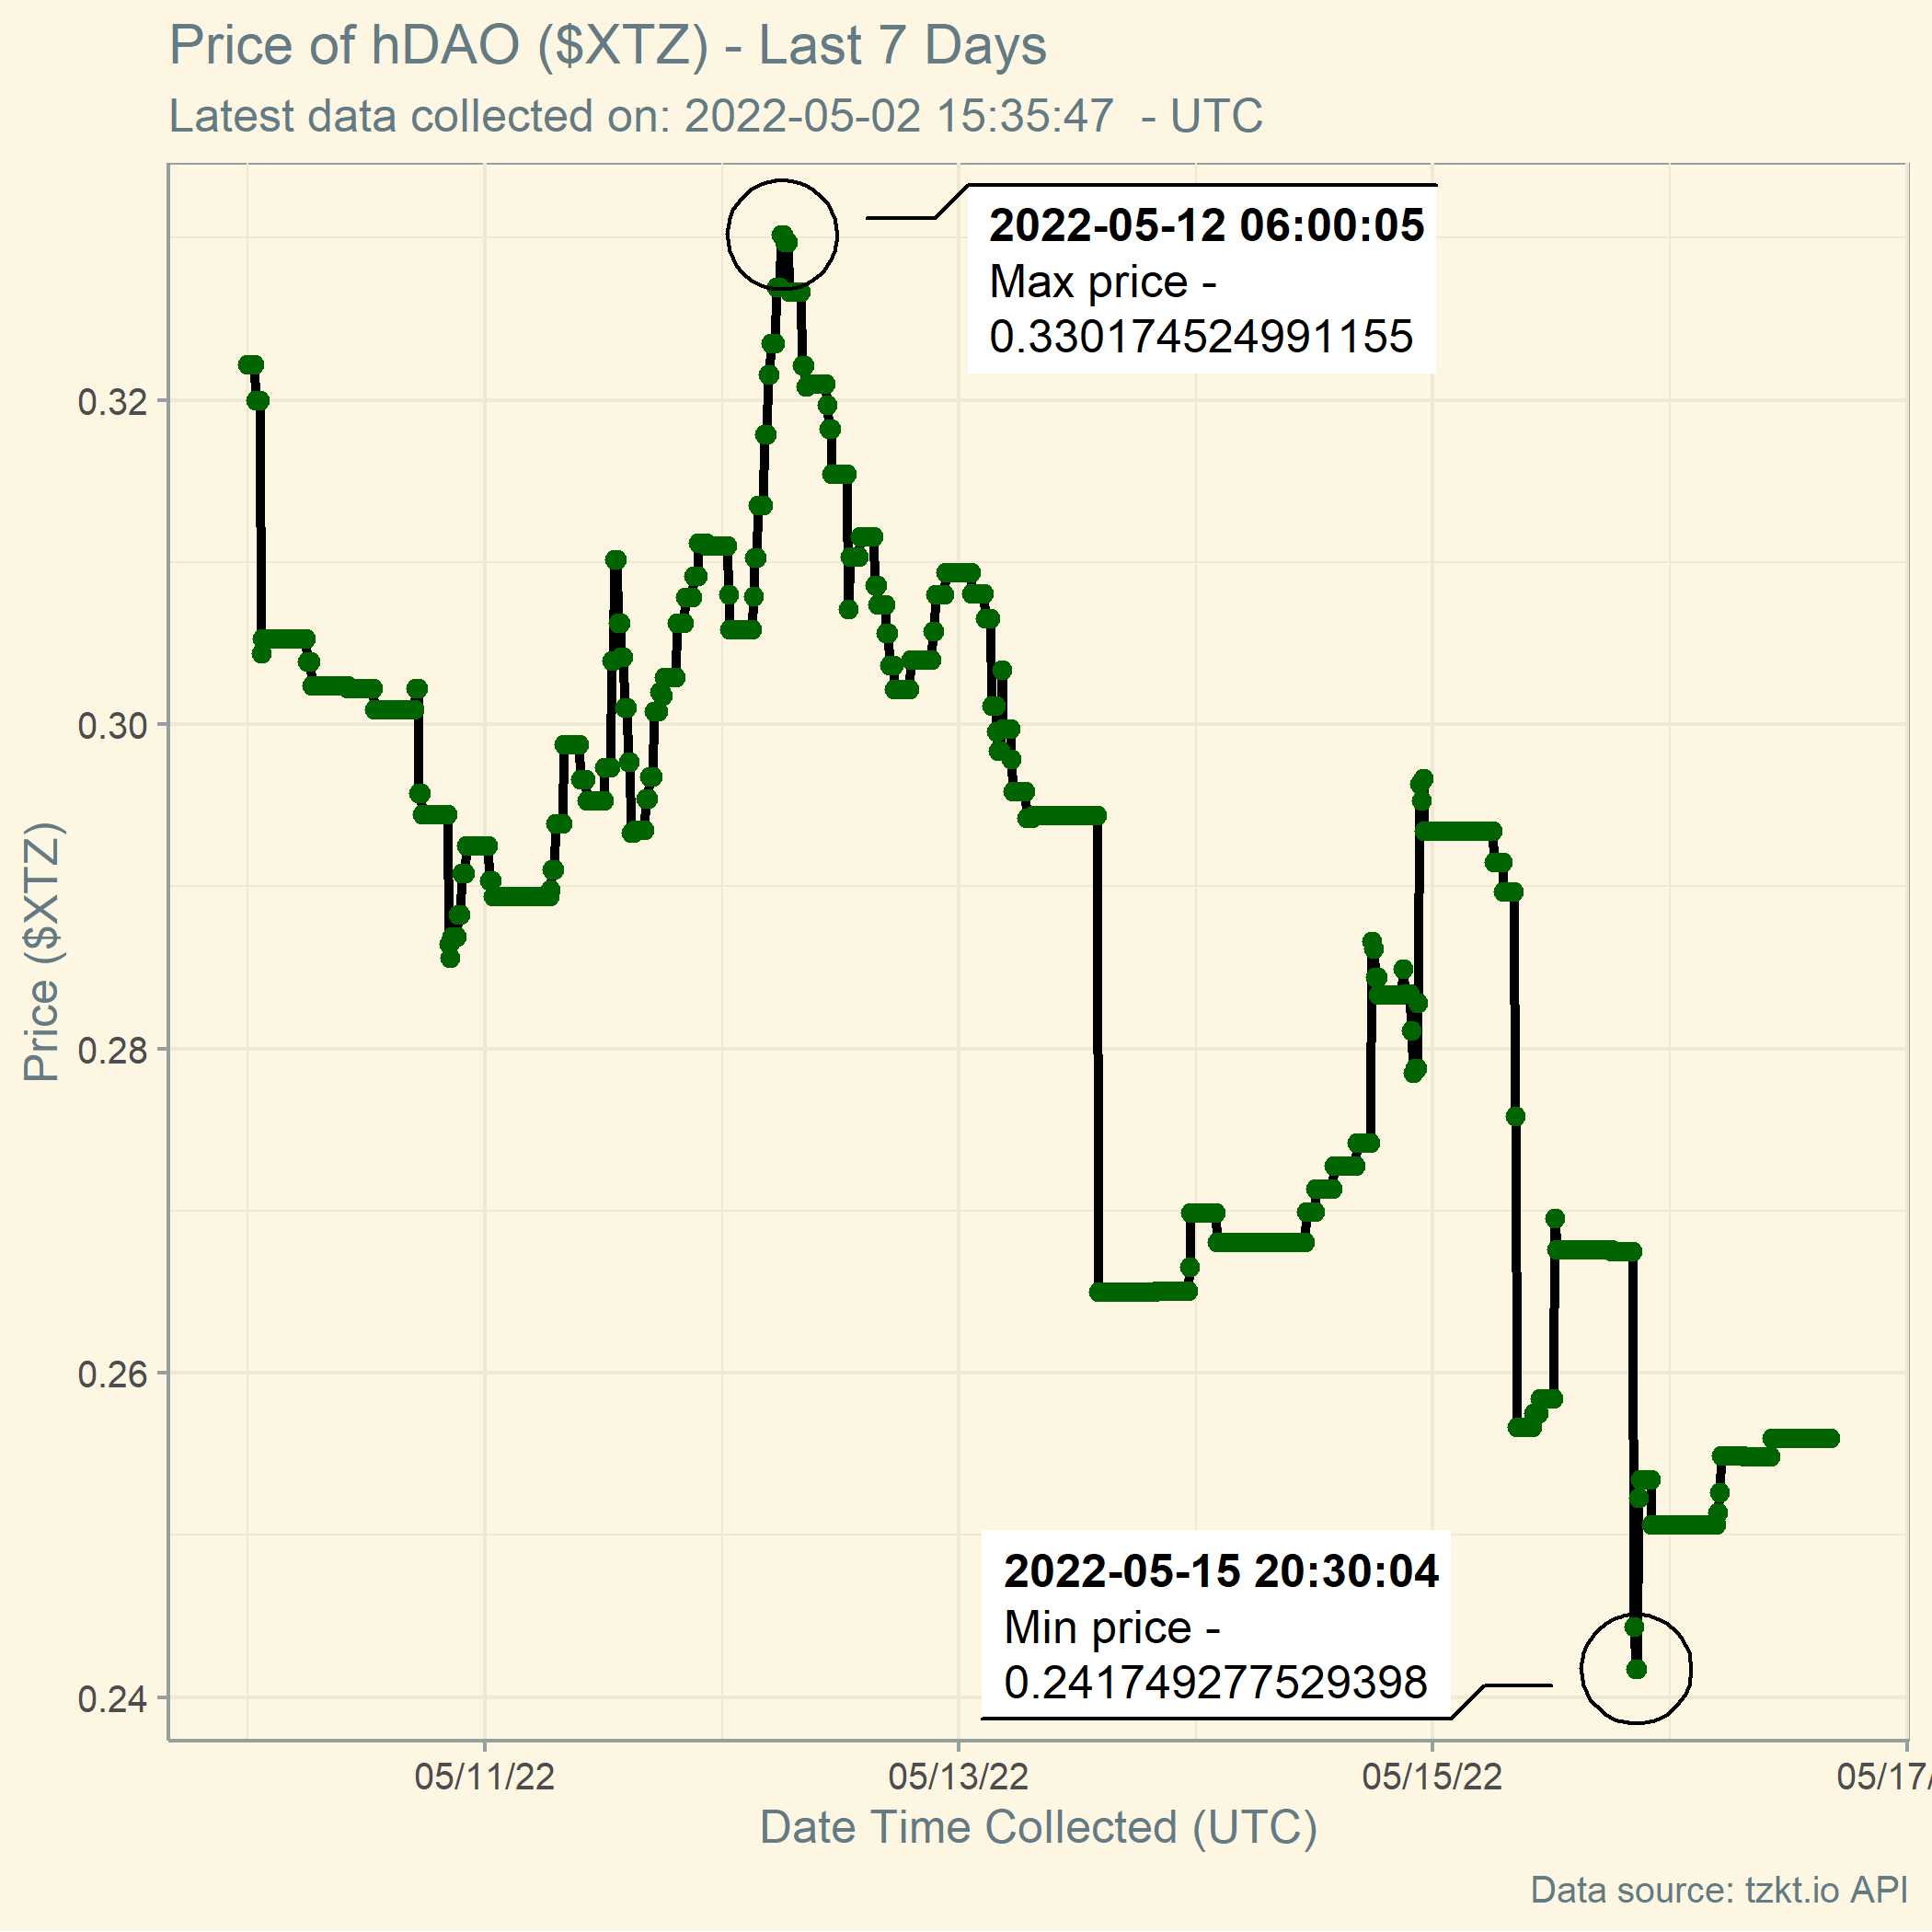 Price of hDAO ($XTZ) - Last 7 Days
Latest data collected on: 2022-05-02 15:35:47 - UTC
2022-05-12 06:00:05
Max price -
0.330174524991155
0.32
0.30
0.28
0.26
0.24
Price ($XTZ)
2022-05-15 20:30:04
Min price -
0.241749277529398
05/11/22
05/13/22
05/15/22
05/17/
Date Time Collected (UTC)
Data source: tzkt.io API